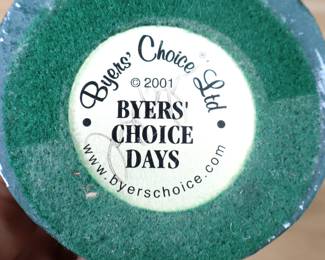 • Byers' Choice Ltd •
© 2001
BYERS'
CHOICE
DAYS
www.byerschoice.com